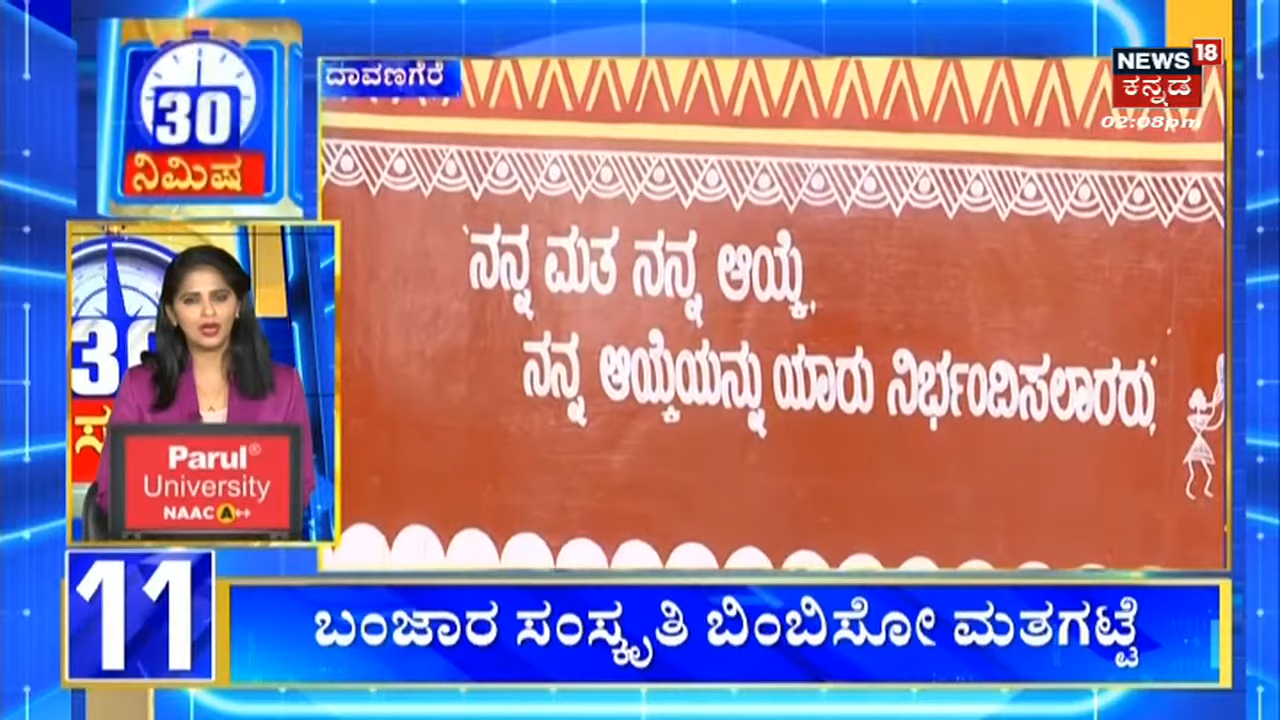 30
ನಿಮಿಷ
ದಾವಣಗೆರೆ
NEWS 18
ಕನ್ನಡ
02:08pm
'ನನ್ನ ಮತ ನನ್ನ ಆಯ್ಕೆ,
ನನ್ನ ಆಯ್ಕೆಯನ್ನು ಯಾರು ನಿರ್ಭಂದಿಸಲಾರರು'
Parul®
University
NAAC A++
11
ಬಂಜಾರ ಸಂಸ್ಕೃತಿ ಬಿಂಬಿಸೋ ಮತಗಟ್ಟೆ